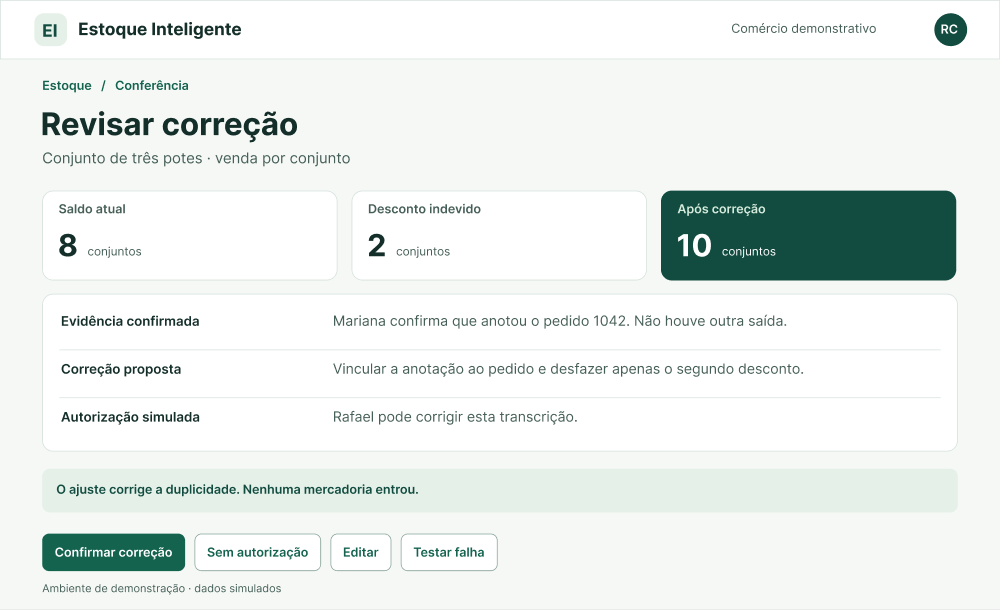 EI Estoque Inteligente Comércio demonstrativo RC
Estoque / Conferência
Revisar correção
Conjunto de três potes · venda por conjunto
Saldo atual
8 conjuntos
Desconto indevido
2 conjuntos
Após correção
10 conjuntos
Evidência confirmada Mariana confirma que anotou o pedido 1042. Não houve outra saída.
Correção proposta Vincular a anotação ao pedido e desfazer apenas o segundo desconto.
Autorização simulada Rafael pode corrigir esta transcrição.
O ajuste corrige a duplicidade. Nenhuma mercadoria entrou.
Confirmar correção Sem autorização Editar Testar falha
Ambiente de demonstração · dados simulados